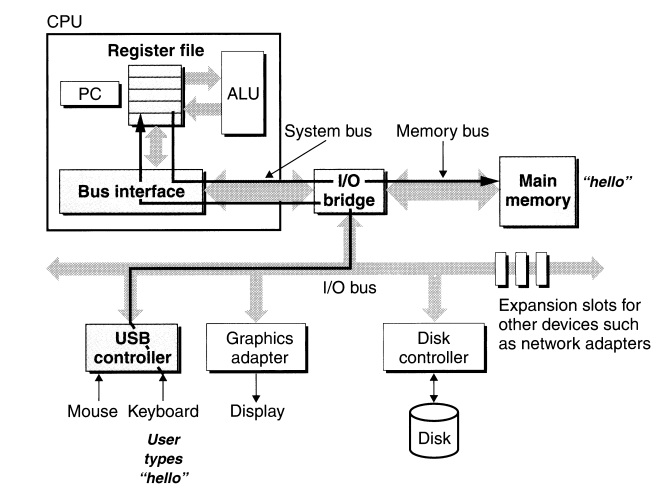 CPU
Register file
PC
ALU
System bus
Memory bus
Bus interface
I/O
bridge
Main
memory
"hello"
I/O bus
Expansion slots for
other devices such
as network adapters
USB
controller
Graphics
adapter
Disk
controller
Mouse
Keyboard
Display
Disk
User
types
"hello"